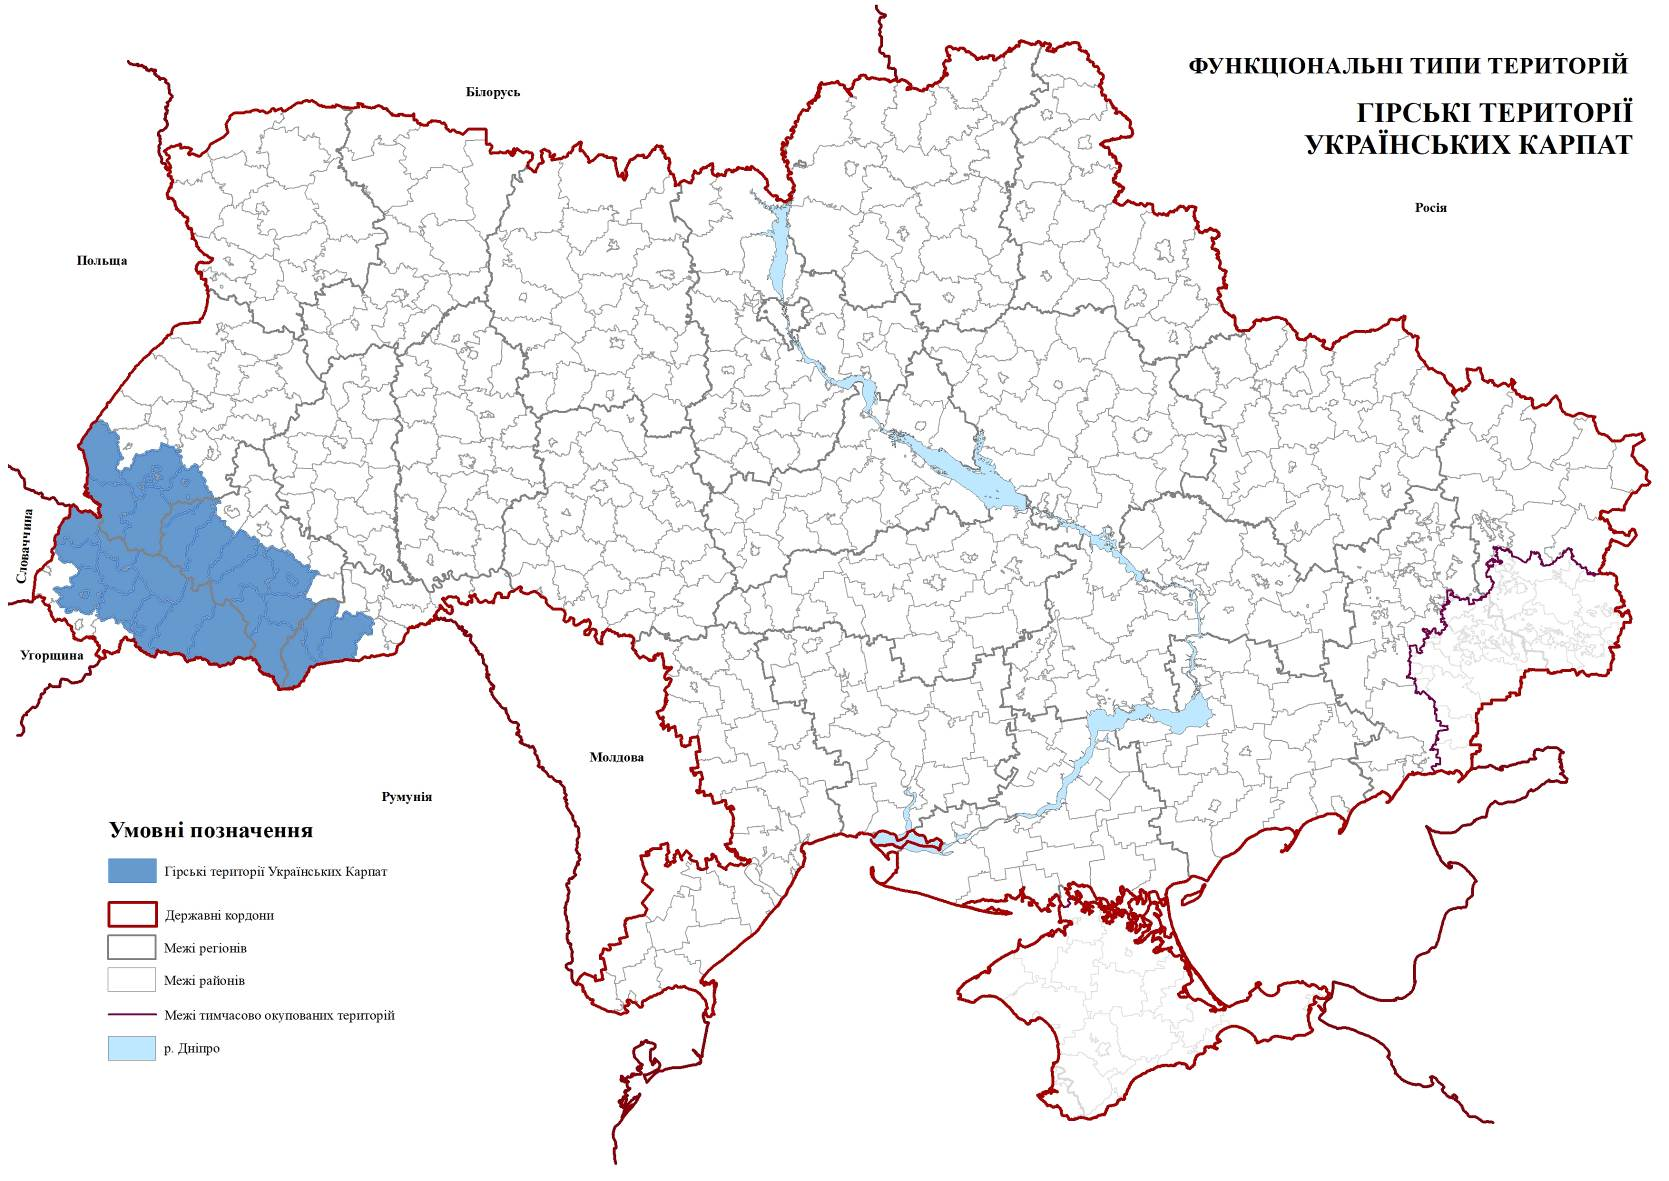 ФУНКЦІОНАЛЬНІ ТИПИ ТЕРИТОРІЙ
ГІРСЬКІ ТЕРИТОРІЇ
УКРАЇНСЬКИХ КАРПАТ
Білорусь
Росія
Польща
Словаччина
Угорщина
Молдова
Румунія
Умовні позначення
Гірські території Українських Карпат
Державні кордони
Межі регіонів
Межі районів
Межі тимчасово окупованих територій
р. Дніпро